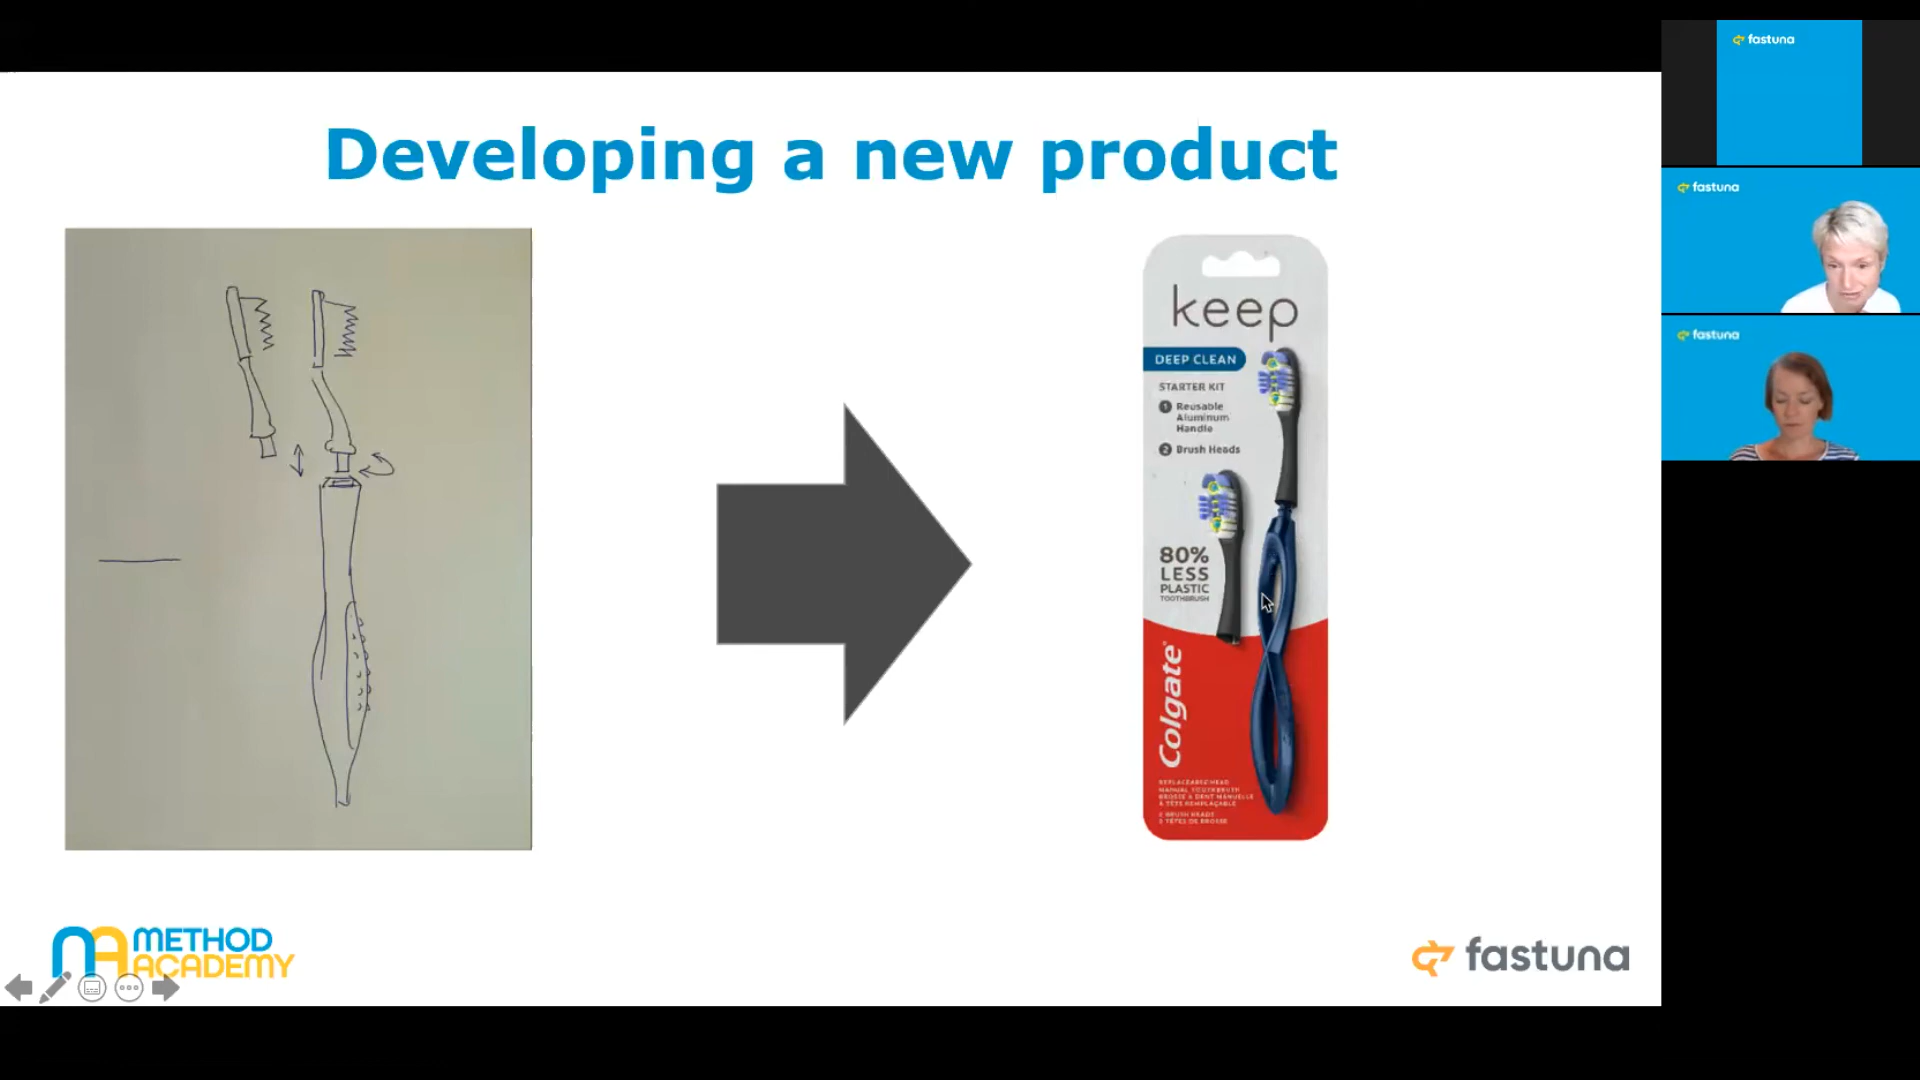 Developing a new product
keep
DEEP CLEAN
STARTER KIT
1 Reusable
Aluminum
Handle
2 Brush Heads
80%
LESS
PLASTIC
TOOTHBRUSH
Colgate
REPLACEABLE HEAD
MANUAL TOOTHBRUSH
BROSSE À DENT MANUELLE
À TÊTE REMPLAÇABLE
2 BRUSH HEADS
2 TÊTES DE BROSSE
METHOD
ACADEMY
fastuna
fastuna
fastuna
fastuna